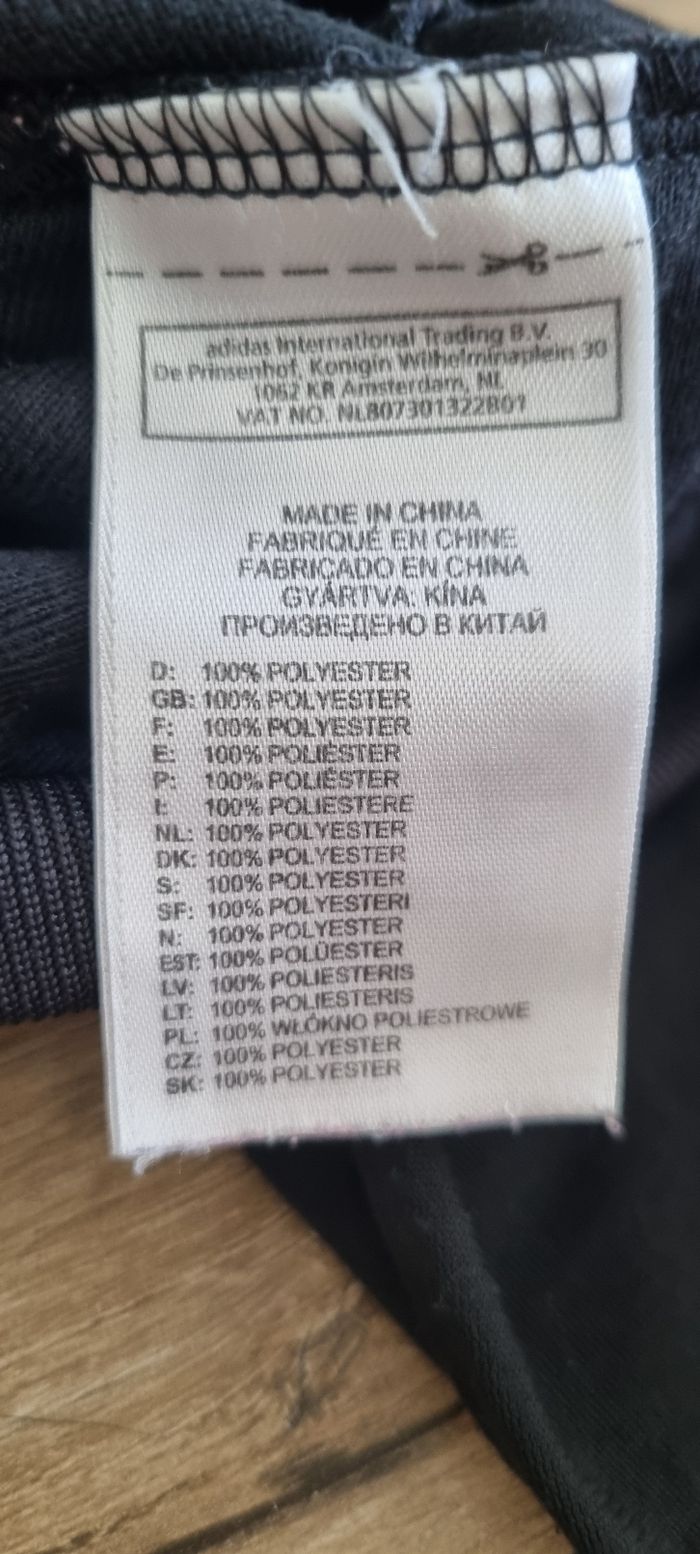 adidas International Trading B.V.
De Prinsenhof, Konigin Wilhelminaplein 30
1062 KR Amsterdam, NL
VAT NO. NL807301322B01
MADE IN CHINA
FABRIQUÉ EN CHINE
FABRICADO EN CHINA
GYÁRTVA: KÍNA
ПРОИЗВЕДЕНО В КИТАЙ
D: 100% POLYESTER
GB: 100% POLYESTER
F: 100% POLYESTER
E: 100% POLIÉSTER
P: 100% POLIÉSTER
I: 100% POLIESTERE
NL: 100% POLYESTER
DK: 100% POLYESTER
S: 100% POLYESTER
SF: 100% POLYESTERI
N: 100% POLYESTER
EST: 100% POLÜESTER
LV: 100% POLIESTERIS
LT: 100% POLIESTERIS
PL: 100% WŁÓKNO POLIESTROWE
CZ: 100% POLYESTER
SK: 100% POLYESTER